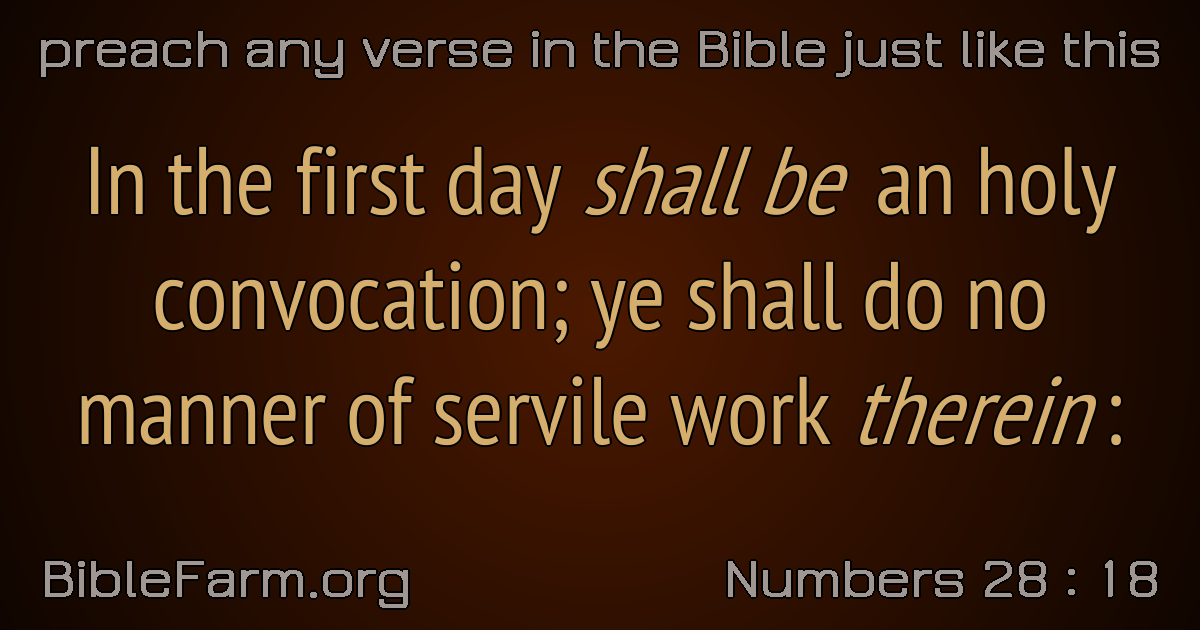 preach any verse in the Bible just like this
In the first day shall be an holy
convocation; ye shall do no
manner of servile work therein:
BibleFarm.org
Numbers 28 : 18